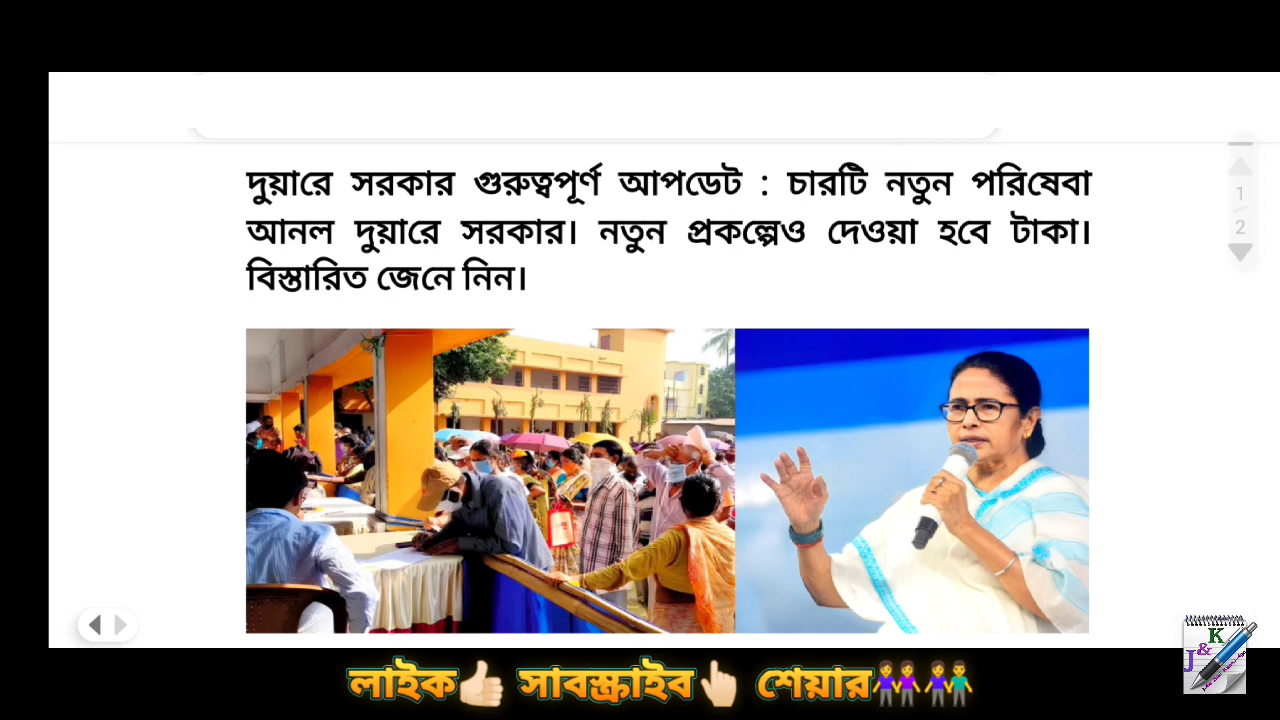 দুয়ারে সরকার গুরুত্বপূর্ণ আপডেট : চারটি নতুন পরিষেবা
আনল দুয়ারে সরকার। নতুন প্রকল্পেও দেওয়া হবে টাকা।
বিস্তারিত জেনে নিন।
1
2
লাইক👍🏻 সাবস্ক্রাইব👆🏻 শেয়ার👭👫
J&K